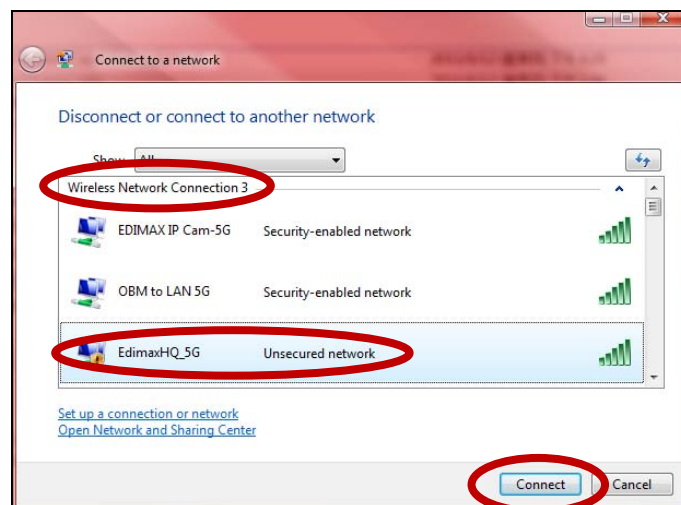 Connect to a network
Disconnect or connect to another network
Show All
Wireless Network Connection 3
EDIMAX IP Cam-5G Security-enabled network
OBM to LAN 5G Security-enabled network
EdimaxHQ_5G Unsecured network
Set up a connection or network
Open Network and Sharing Center
Connect Cancel